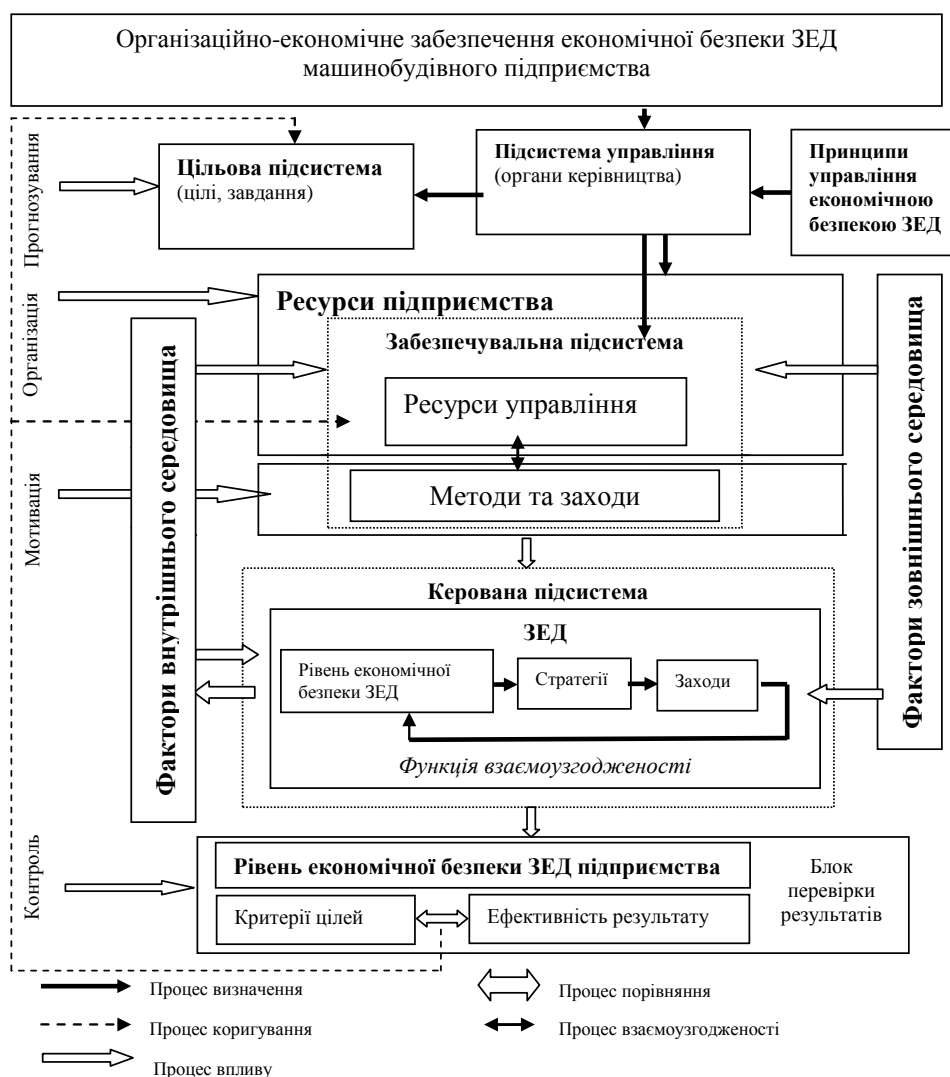 Організаційно-економічне забезпечення економічної безпеки ЗЕД
машинобудівного підприємства
Прогнозування
Цільова підсистема
(цілі, завдання)
Підсистема управління
(органи керівництва)
Принципи
управління
економічною
безпекою ЗЕД
Організація
Ресурси підприємства
Забезпечувальна підсистема
Ресурси управління
Мотивація
Методи та заходи
Фактори внутрішнього середовища
Фактори зовнішнього середовища
Керована підсистема
ЗЕД
Рівень економічної
безпеки ЗЕД
Стратегії
Заходи
Функція взаємоузгодженості
Контроль
Рівень економічної безпеки ЗЕД підприємства
Критерії цілей
Ефективність результату
Блок
перевірки
результатів
Процес визначення
Процес порівняння
Процес коригування
Процес взаємоузгодженості
Процес впливу